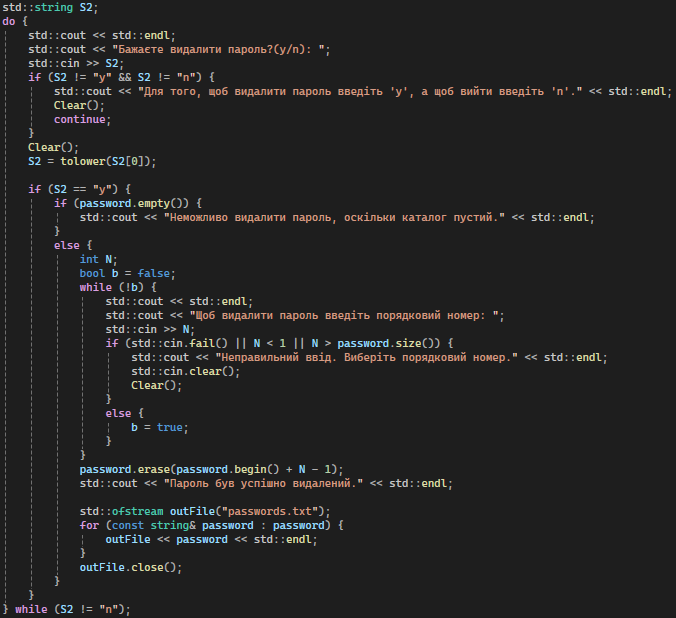 std::string S2;
do {
    std::cout << std::endl;
    std::cout << "Бажаєте видалити пароль?(y/n): ";
    std::cin >> S2;
    if (S2 != "y" && S2 != "n") {
        std::cout << "Для того, щоб видалити пароль введіть 'y', а щоб вийти введіть 'n'." << std::endl;
        Clear();
        continue;
    }
    Clear();
    S2 = tolower(S2[0]);

    if (S2 == "y") {
        if (password.empty()) {
            std::cout << "Неможливо видалити пароль, оскільки каталог пустий." << std::endl;
        }
        else {
            int N;
            bool b = false;
            while (!b) {
                std::cout << std::endl;
                std::cout << "Щоб видалити пароль введіть порядковий номер: ";
                std::cin >> N;
                if (std::cin.fail() || N < 1 || N > password.size()) {
                    std::cout << "Неправильний ввід. Виберіть порядковий номер." << std::endl;
                    std::cin.clear();
                    Clear();
                }
                else {
                    b = true;
                }
            }
            password.erase(password.begin() + N - 1);
            std::cout << "Пароль був успішно видалений." << std::endl;

            std::ofstream outFile("passwords.txt");
            for (const string& password : password) {
                outFile << password << std::endl;
            }
            outFile.close();
        }
    }
} while (S2 != "n");